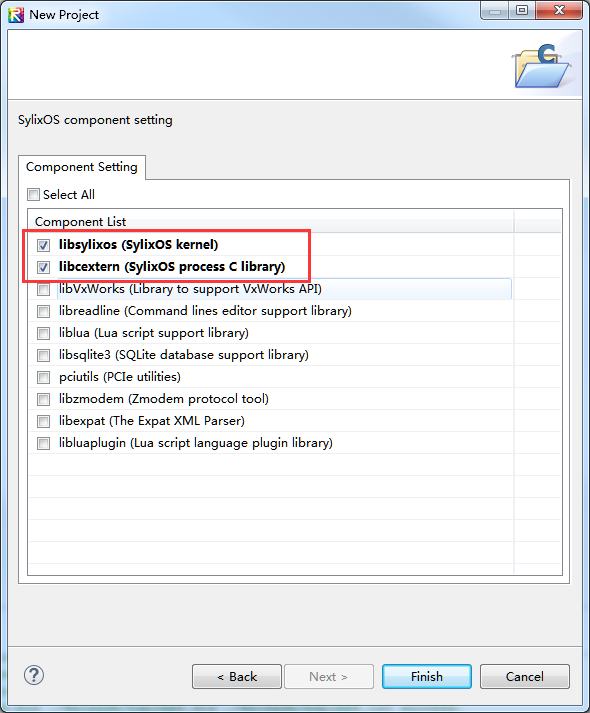 New Project
SylixOS component setting
Component Setting
Select All
Component List
libsylixos (SylixOS kernel)
libcextern (SylixOS process C library)
libVxWorks (Library to support VxWorks API)
libreadline (Command lines editor support library)
liblua (Lua script support library)
libsqlite3 (SQLite database support library)
pciutils (PCIe utilities)
libzmodem (Zmodem protocol tool)
libexpat (The Expat XML Parser)
libluaplugin (Lua script language plugin library)
< Back
Next >
Finish
Cancel